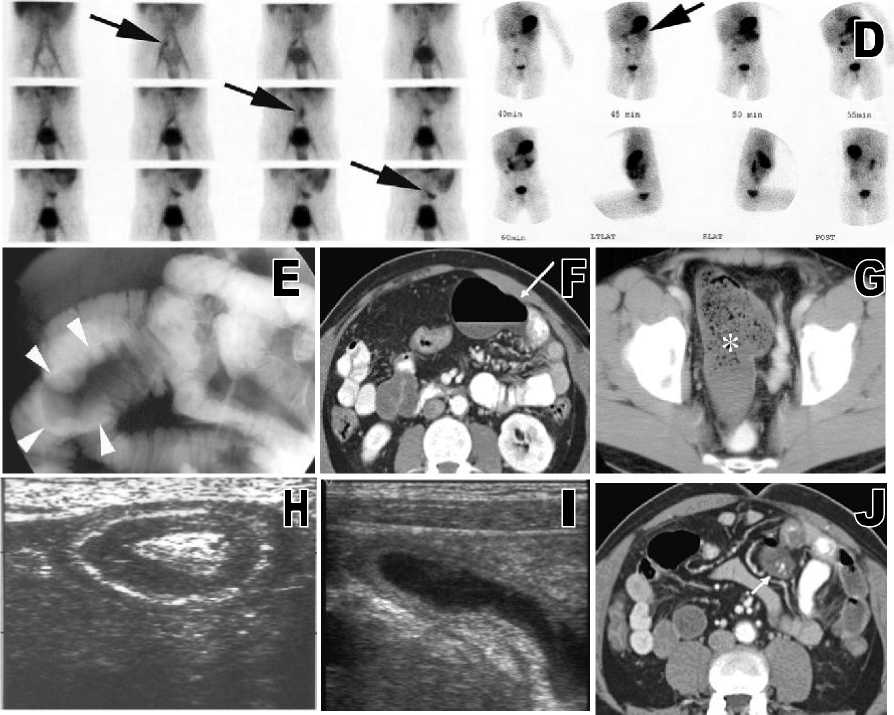 D
40min
45 min
50 min
55min
60min
LTLAT
RLAT
POST
E
F
G
*
H
I
J